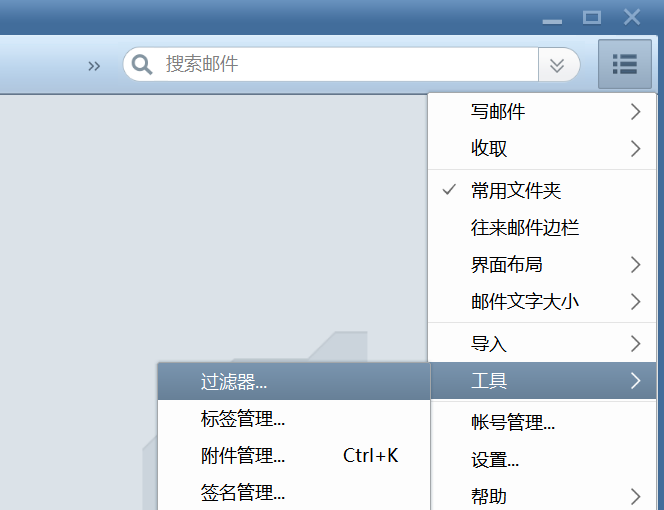 搜索邮件
写邮件
收取
常用文件夹
往来邮件边栏
界面布局
邮件文字大小
导入
工具
过滤器...
标签管理...
附件管理... Ctrl+K
签名管理...
帐号管理...
设置...
帮助